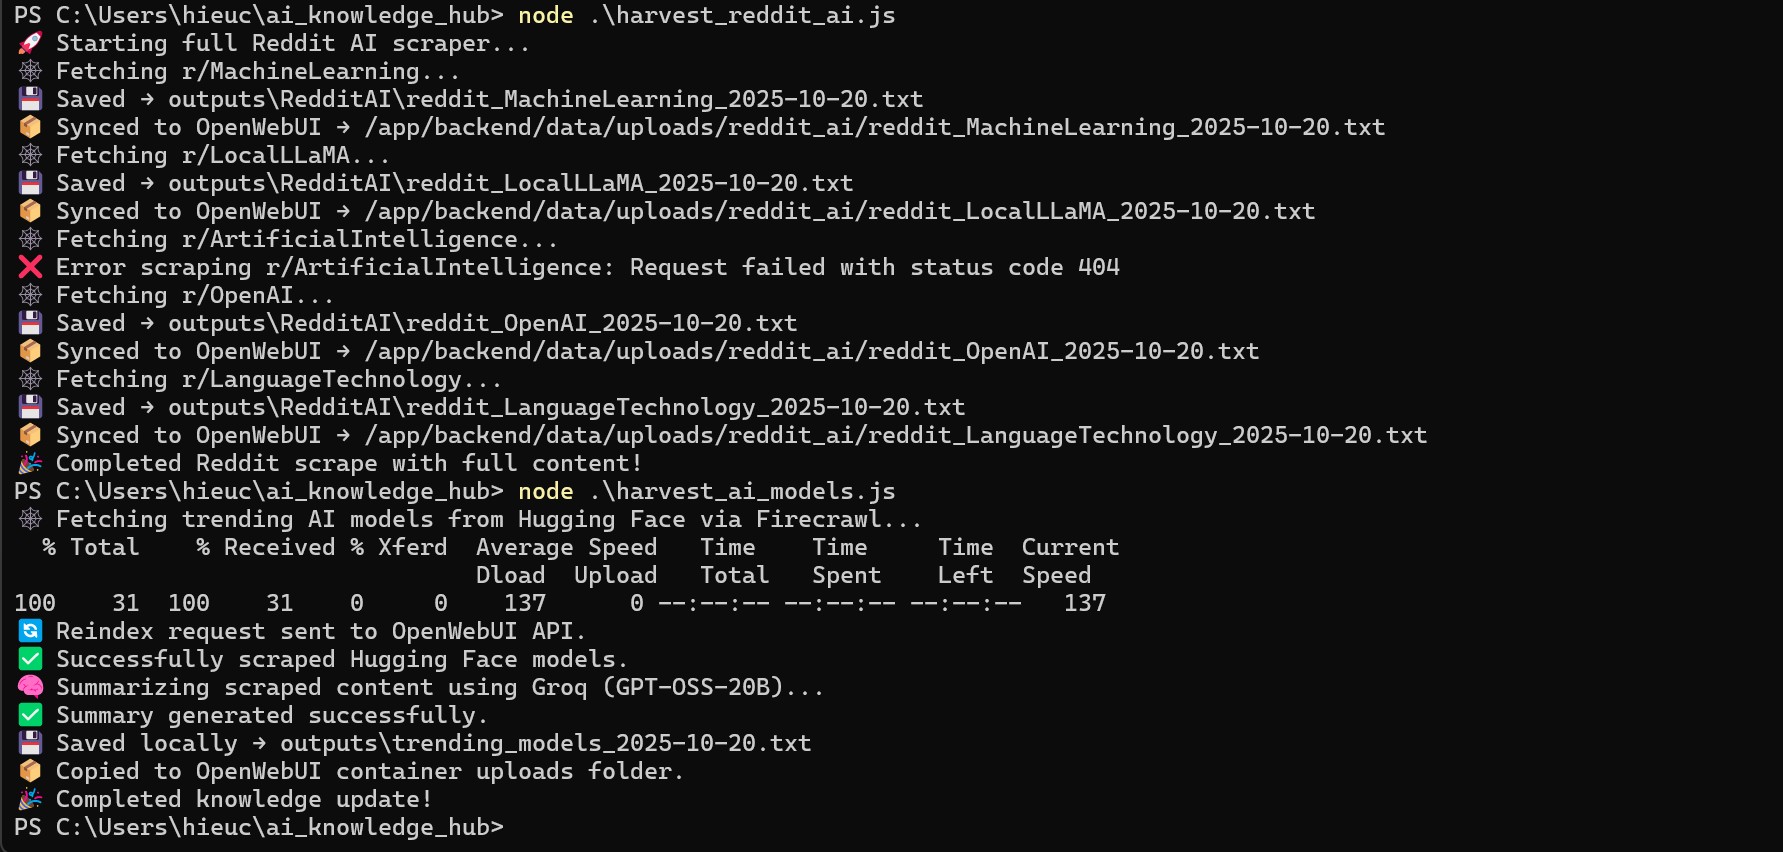 PS C:\Users\hieuc\ai_knowledge_hub> node .\harvest_reddit_ai.js
🚀 Starting full Reddit AI scraper...
🕸 Fetching r/MachineLearning...
💾 Saved → outputs\RedditAI\reddit_MachineLearning_2025-10-20.txt
📦 Synced to OpenWebUI → /app/backend/data/uploads/reddit_ai/reddit_MachineLearning_2025-10-20.txt
🕸 Fetching r/LocalLLaMA...
💾 Saved → outputs\RedditAI\reddit_LocalLLaMA_2025-10-20.txt
📦 Synced to OpenWebUI → /app/backend/data/uploads/reddit_ai/reddit_LocalLLaMA_2025-10-20.txt
🕸 Fetching r/ArtificialIntelligence...
❌ Error scraping r/ArtificialIntelligence: Request failed with status code 404
🕸 Fetching r/OpenAI...
💾 Saved → outputs\RedditAI\reddit_OpenAI_2025-10-20.txt
📦 Synced to OpenWebUI → /app/backend/data/uploads/reddit_ai/reddit_OpenAI_2025-10-20.txt
🕸 Fetching r/LanguageTechnology...
💾 Saved → outputs\RedditAI\reddit_LanguageTechnology_2025-10-20.txt
📦 Synced to OpenWebUI → /app/backend/data/uploads/reddit_ai/reddit_LanguageTechnology_2025-10-20.txt
🎉 Completed Reddit scrape with full content!
PS C:\Users\hieuc\ai_knowledge_hub> node .\harvest_ai_models.js
🕸 Fetching trending AI models from Hugging Face via Firecrawl...
  % Total    % Received % Xferd  Average Speed   Time    Time     Time  Current
                                 Dload  Upload   Total   Spent    Left  Speed
100    31  100    31    0     0    137      0 --:--:-- --:--:-- --:--:--   137
🔄 Reindex request sent to OpenWebUI API.
✅ Successfully scraped Hugging Face models.
🧠 Summarizing scraped content using Groq (GPT-OSS-20B)...
✅ Summary generated successfully.
💾 Saved locally → outputs\trending_models_2025-10-20.txt
📦 Copied to OpenWebUI container uploads folder.
🎉 Completed knowledge update!
PS C:\Users\hieuc\ai_knowledge_hub>